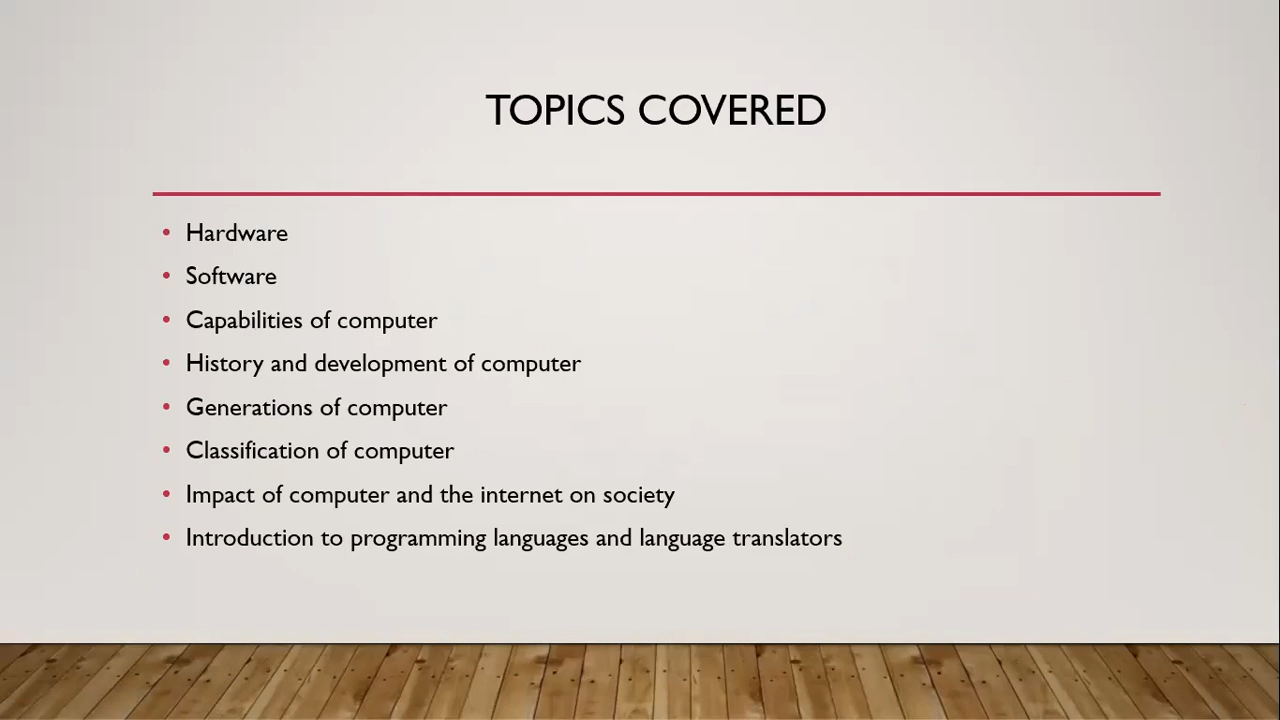 TOPICS COVERED
• Hardware
• Software
• Capabilities of computer
• History and development of computer
• Generations of computer
• Classification of computer
• Impact of computer and the internet on society
• Introduction to programming languages and language translators